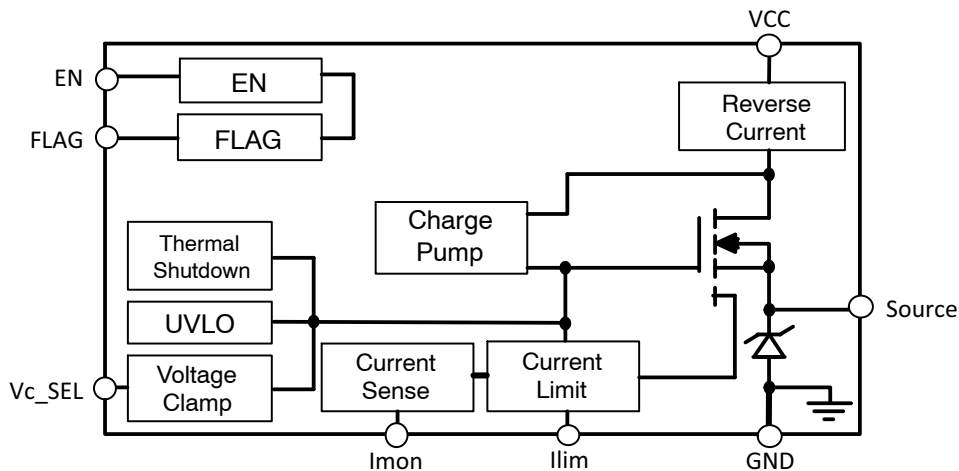 VCC
EN
EN
Reverse
Current
FLAG
FLAG
Charge
Pump
Thermal
Shutdown
UVLO
Source
Vc_SEL
Voltage
Clamp
Current
Sense
Current
Limit
Imon
Ilim
GND